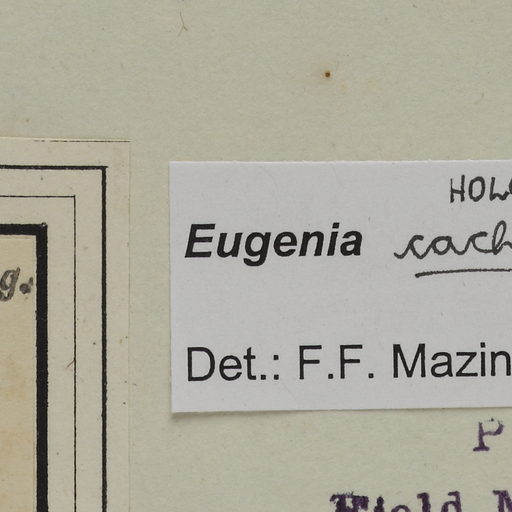 g.
HOLO
Eugenia cach
Det.: F.F. Mazin
P
Field M